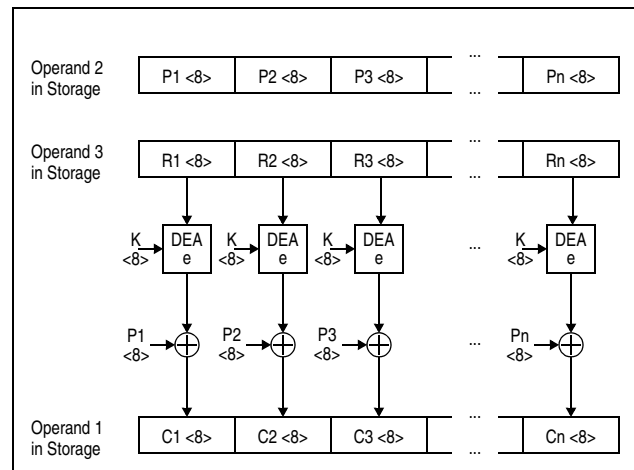 ...
Operand 2 P1 <8> P2 <8> P3 <8> Pn <8>
in Storage ...
...
Operand 3 R1 <8> R2 <8> R3 <8> Rn <8>
in Storage ...
K DEA K DEA K DEA ... K DEA
<8> e <8> e <8> e <8> e
P1 P2 P3 ... Pn
<8> <8> <8> <8>
...
Operand 1 C1 <8> C2 <8> C3 <8> Cn <8>
in Storage ...